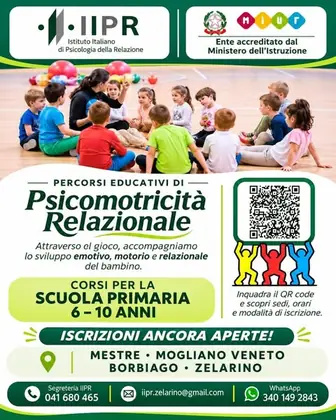 IIPR
Istituto Italiano
di Psicologia della Relazione
MIUR
Ente accreditato dal
Ministero dell'Istruzione
PERCORSI EDUCATIVI DI
Psicomotricità
Relazionale
Attraverso il gioco, accompagniamo
lo sviluppo emotivo, motorio e relazionale
del bambino.
CORSI PER LA
SCUOLA PRIMARIA
6 – 10 ANNI
Inquadra il QR code
e scopri sedi, orari
e modalità di iscrizione.
ISCRIZIONI ANCORA APERTE!
MESTRE • MOGLIANO VENETO
BORBIAGO • ZELARINO
Segreteria IIPR
041 680 465
iipr.zelarino@gmail.com
WhatsApp
340 149 2843